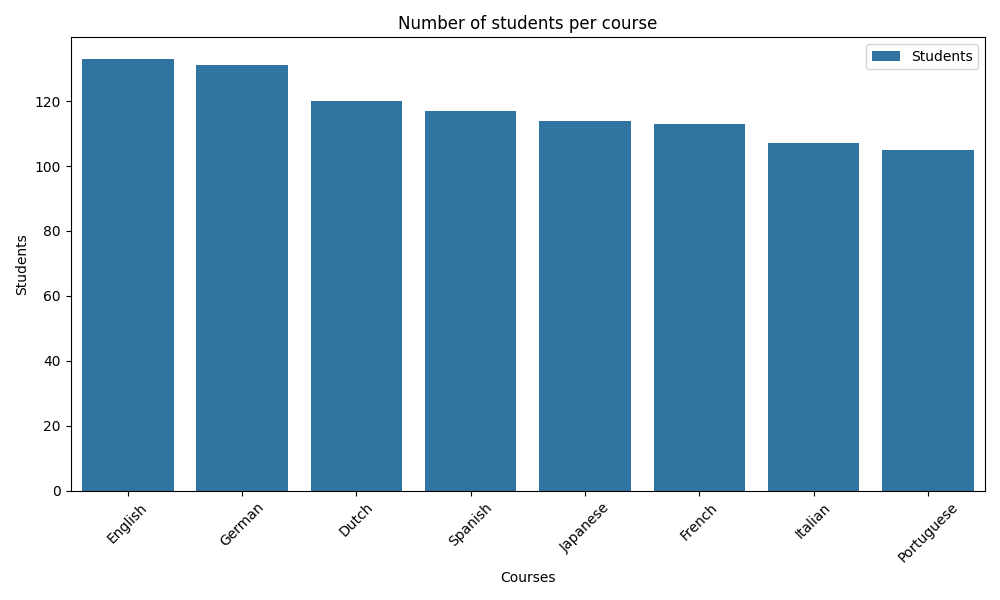 Number of students per course
Students
120
100
80
60
40
20
0
Students
English
German
Dutch
Spanish
Japanese
French
Italian
Portuguese
Courses